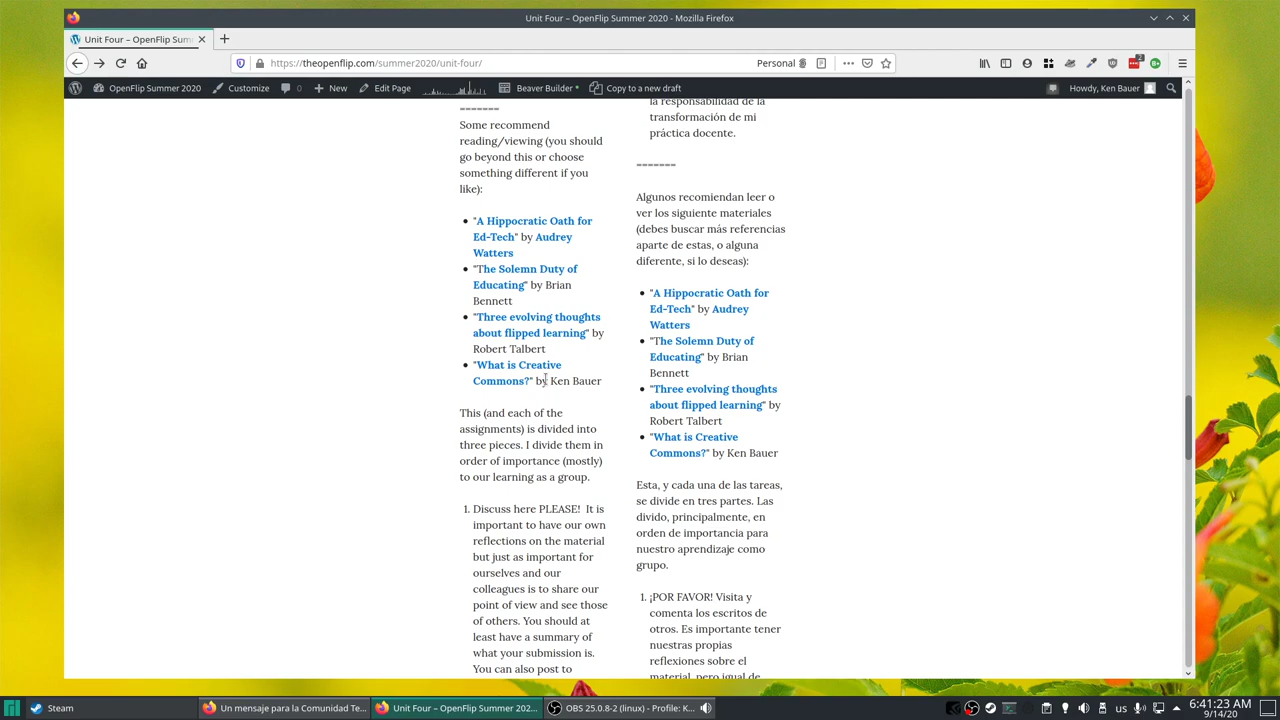 Unit Four – OpenFlip Summer 2020 - Mozilla Firefox
Unit Four – OpenFlip Sum
https://theopenflip.com/summer2020/unit-four/
Personal
OpenFlip Summer 2020
Customize
0
New
Edit Page
Beaver Builder
Copy to a new draft
Howdy, Ken Bauer
=======
Some recommend
reading/viewing (you should
go beyond this or choose
something different if you
like):
"A Hippocratic Oath for
Ed-Tech" by Audrey
Watters
"The Solemn Duty of
Educating" by Brian
Bennett
"Three evolving thoughts
about flipped learning" by
Robert Talbert
"What is Creative
Commons?" by Ken Bauer
This (and each of the
assignments) is divided into
three pieces. I divide them in
order of importance (mostly)
to our learning as a group.
1. Discuss here PLEASE! It is
important to have our own
reflections on the material
but just as important for
ourselves and our
colleagues is to share our
point of view and see those
of others. You should at
least have a summary of
what your submission is.
You can also post to
la responsabilidad de la
transformación de mi
práctica docente.
=======
Algunos recomiendan leer o
ver los siguiente materiales
(debes buscar más referencias
aparte de estas, o alguna
diferente, si lo deseas):
"A Hippocratic Oath for
Ed-Tech" by Audrey
Watters
"The Solemn Duty of
Educating" by Brian
Bennett
"Three evolving thoughts
about flipped learning" by
Robert Talbert
"What is Creative
Commons?" by Ken Bauer
Esta, y cada una de las tareas,
se divide en tres partes. Las
divido, principalmente, en
orden de importancia para
nuestro aprendizaje como
grupo.
1. ¡POR FAVOR! Visita y
comenta los escritos de
otros. Es importante tener
nuestras propias
reflexiones sobre el
material, pero igual de
Steam
Un mensaje para la Comunidad Te...
Unit Four – OpenFlip Summer 202...
OBS 25.0.8-2 (linux) - Profile: K...
us
6:41:23 AM
9/14/20